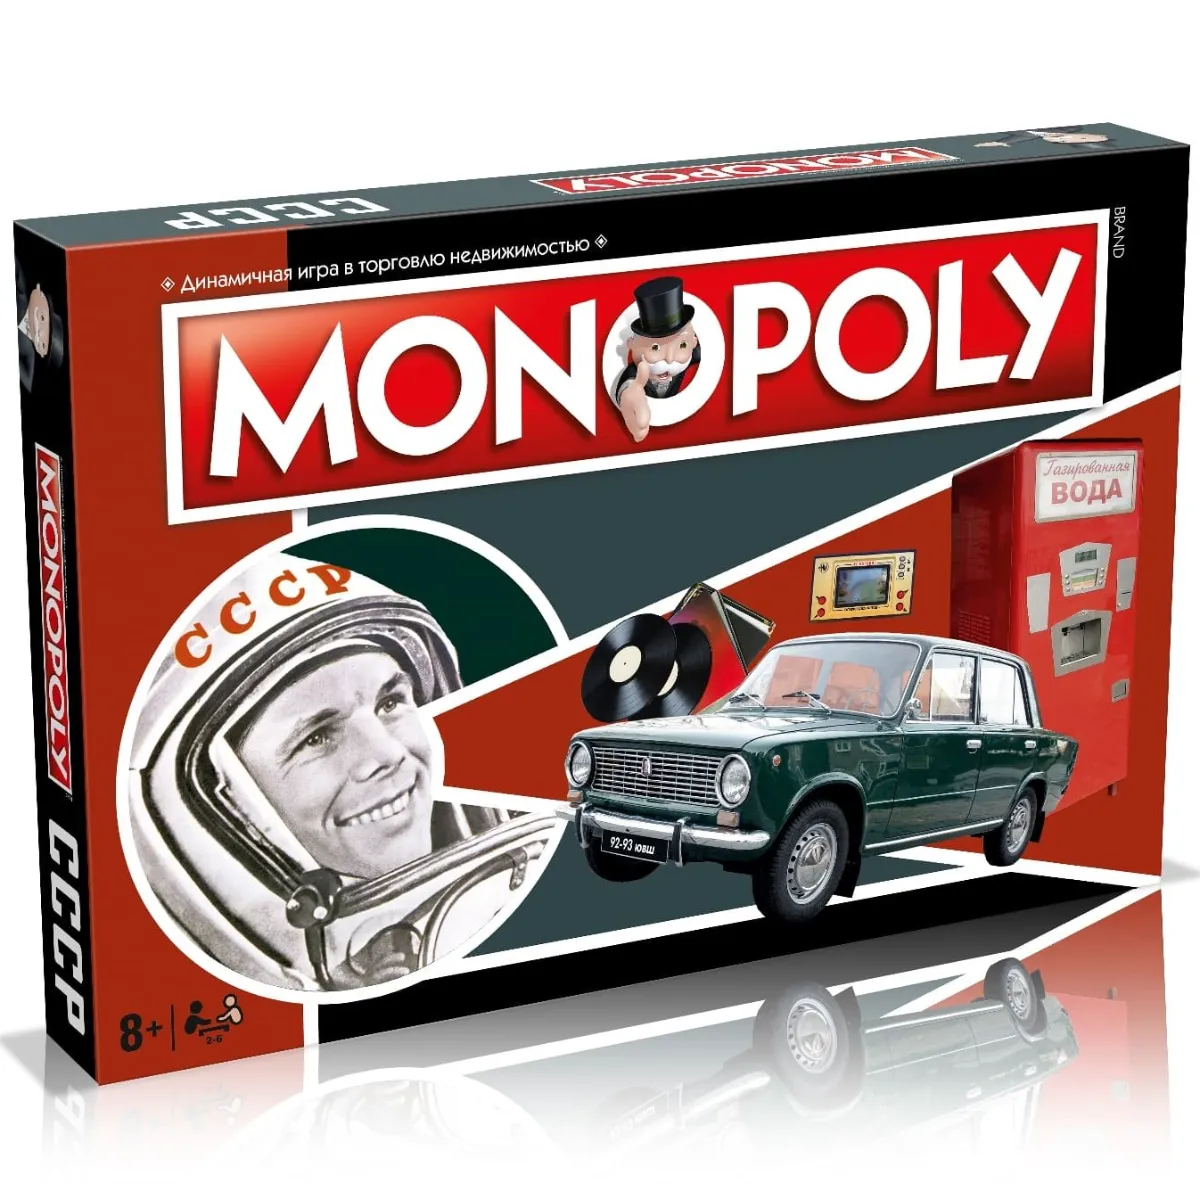 СССР
MONOPOLY
◈ Динамичная игра в торговлю недвижимостью ◈
BRAND
MONOPOLY
Газированная
ВОДА
СССР
92-93 ювш
8+
2-6
MONOPOLY
СССР